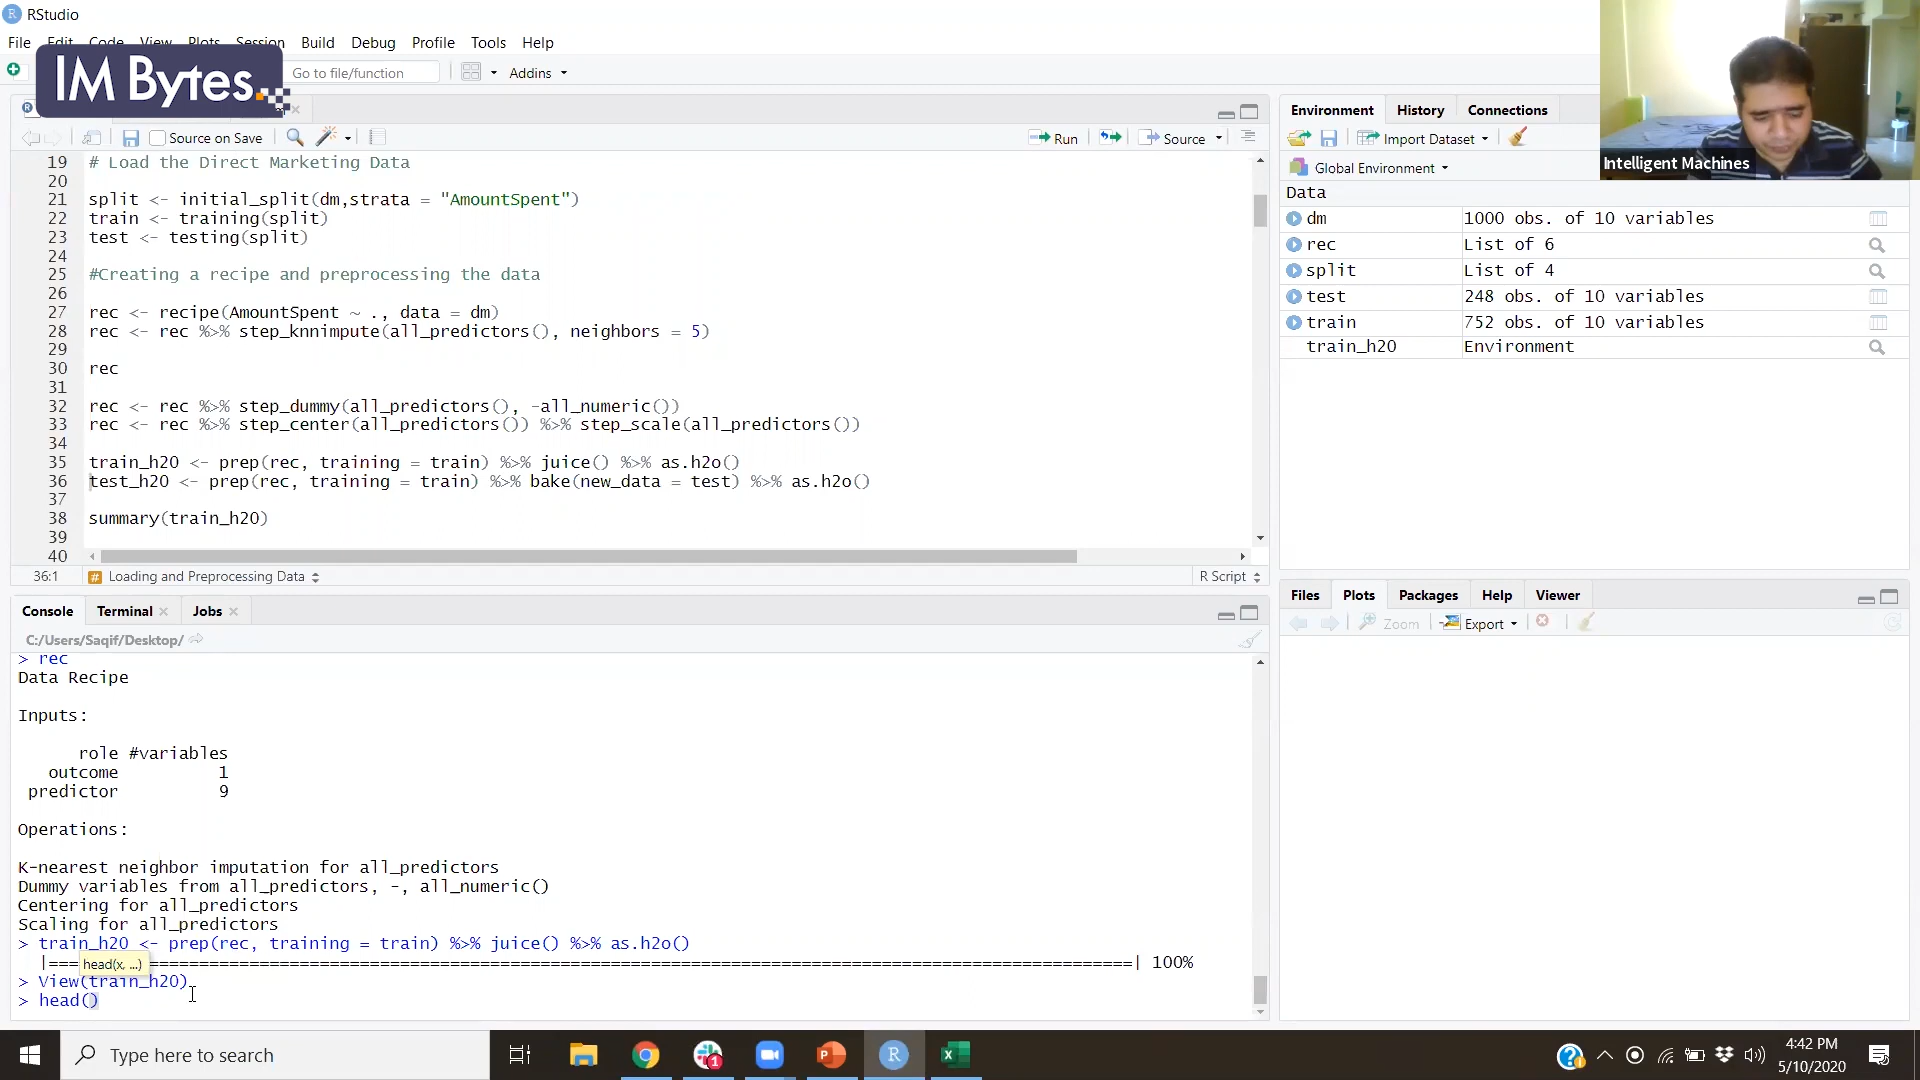 RStudio
File Edit Code View Plots Session Build Debug Profile Tools Help
IM Bytes.
Go to file/function
Addins
Source on Save
Run
Source
19 # Load the Direct Marketing Data
20
21 split <- initial_split(dm,strata = "AmountSpent")
22 train <- training(split)
23 test <- testing(split)
24
25 #Creating a recipe and preprocessing the data
26
27 rec <- recipe(AmountSpent ~ ., data = dm)
28 rec <- rec %>% step_knnimpute(all_predictors(), neighbors = 5)
29
30 rec
31
32 rec <- rec %>% step_dummy(all_predictors(), -all_numeric())
33 rec <- rec %>% step_center(all_predictors()) %>% step_scale(all_predictors())
34
35 train_h20 <- prep(rec, training = train) %>% juice() %>% as.h2o()
36 test_h20 <- prep(rec, training = train) %>% bake(new_data = test) %>% as.h2o()
37
38 summary(train_h20)
39
40
36:1 # Loading and Preprocessing Data R Script
Console Terminal Jobs
C:/Users/Saqif/Desktop/
> rec
Data Recipe
Inputs:
role #variables
outcome 1
predictor 9
Operations:
K-nearest neighbor imputation for all_predictors
Dummy variables from all_predictors, -, all_numeric()
Centering for all_predictors
Scaling for all_predictors
> train_h20 <- prep(rec, training = train) %>% juice() %>% as.h2o()
|=====| 100%
head(x, ...)
> View(train_h20)
> head()
Environment History Connections
Import Dataset
Global Environment
Data
dm 1000 obs. of 10 variables
rec List of 6
split List of 4
test 248 obs. of 10 variables
train 752 obs. of 10 variables
train_h20 Environment
Intelligent Machines
Files Plots Packages Help Viewer
Zoom Export
Type here to search
4:42 PM
5/10/2020